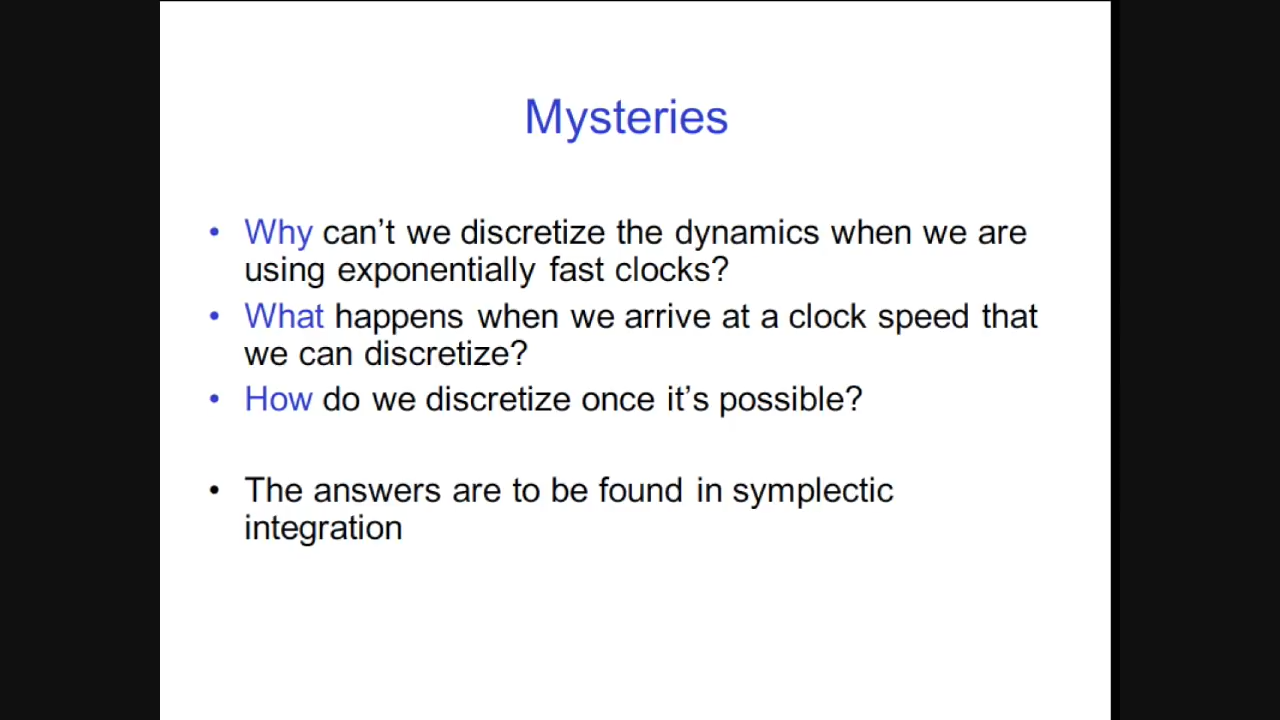 Mysteries
• Why can’t we discretize the dynamics when we are
using exponentially fast clocks?
• What happens when we arrive at a clock speed that
we can discretize?
• How do we discretize once it’s possible?
• The answers are to be found in symplectic
integration